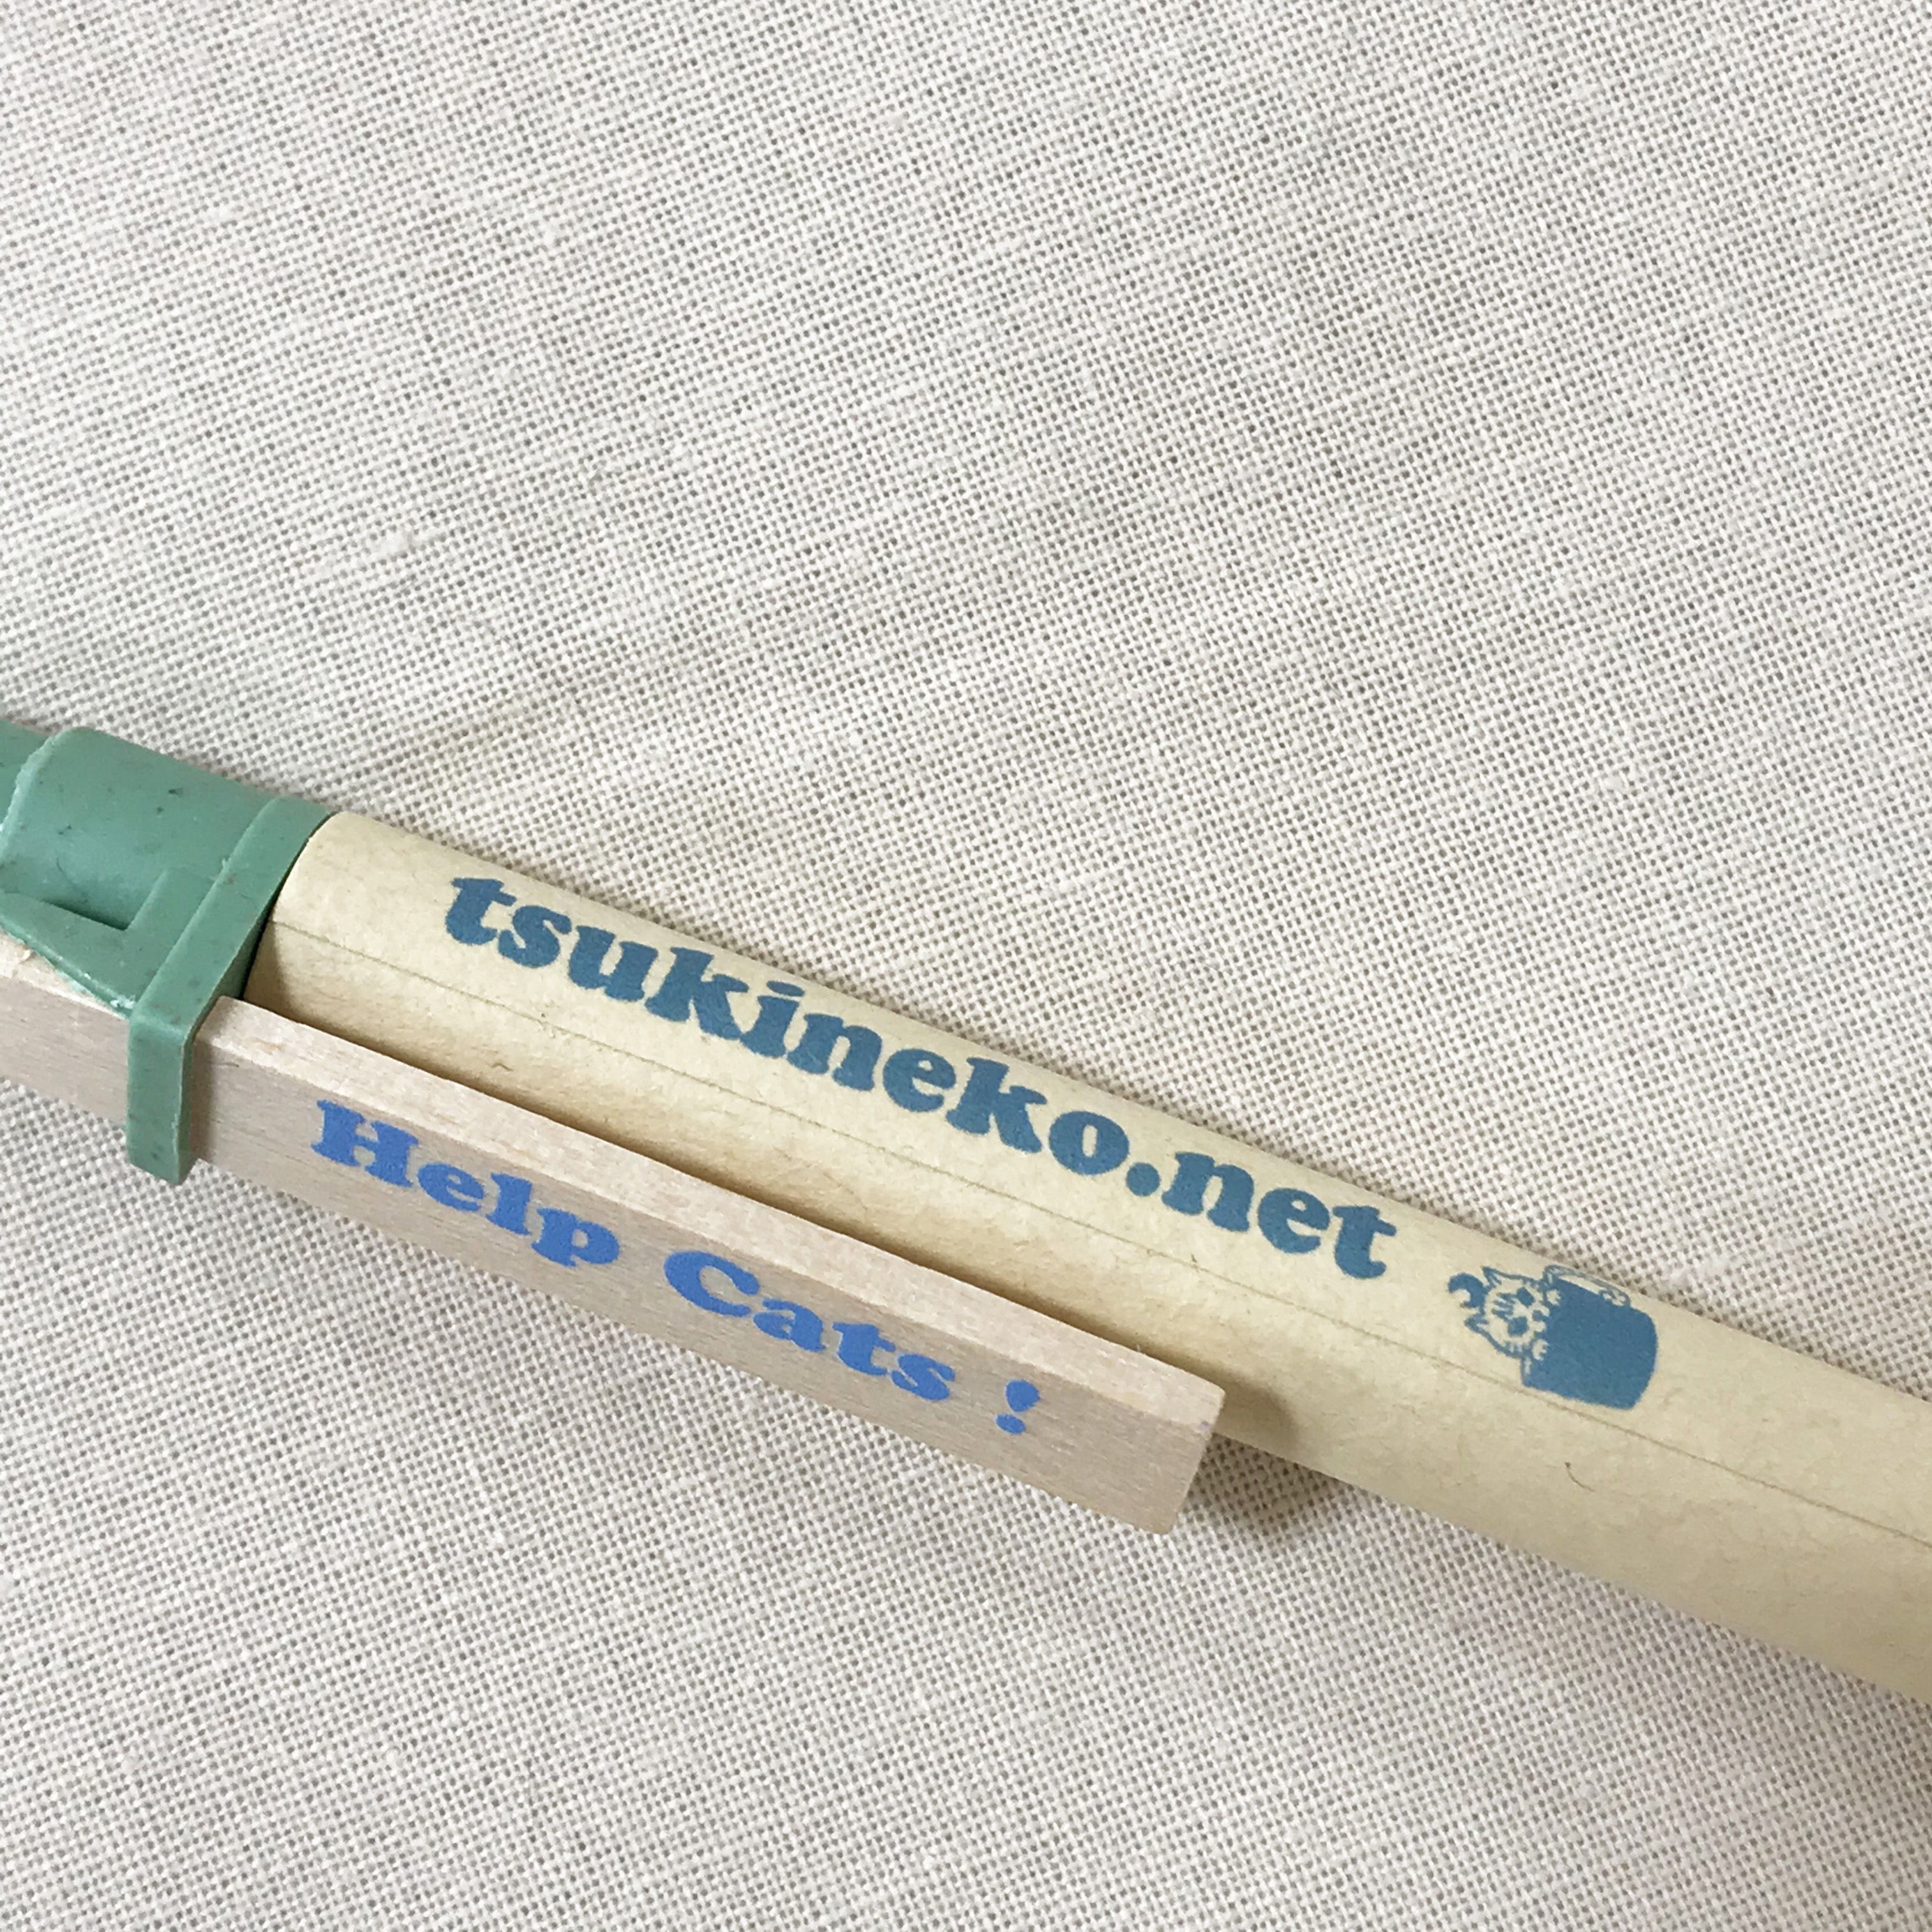 tsukineko.net
Help Cats !